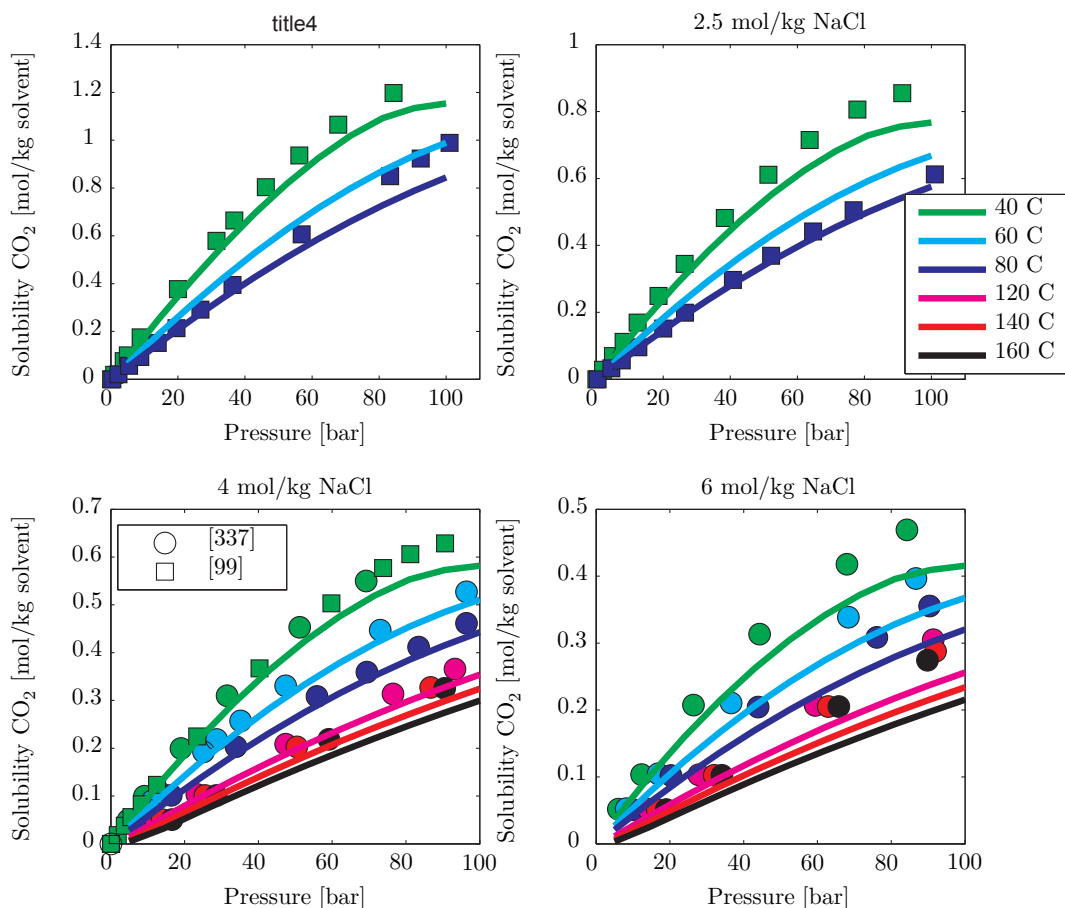 title4
1.4
1.2
1
0.8
0.6
0.4
0.2
0
0 20 40 60 80 100
Pressure [bar]
Solubility CO2 [mol/kg solvent]
2.5 mol/kg NaCl
1
0.8
0.6
0.4
0.2
0
0 20 40 60 80 100
Pressure [bar]
Solubility CO2 [mol/kg solvent]
40 C
60 C
80 C
120 C
140 C
160 C
4 mol/kg NaCl
0.7
0.6
0.5
0.4
0.3
0.2
0.1
0
0 20 40 60 80 100
Pressure [bar]
Solubility CO2 [mol/kg solvent]
[337]
[99]
6 mol/kg NaCl
0.5
0.4
0.3
0.2
0.1
0
0 20 40 60 80 100
Pressure [bar]
Solubility CO2 [mol/kg solvent]